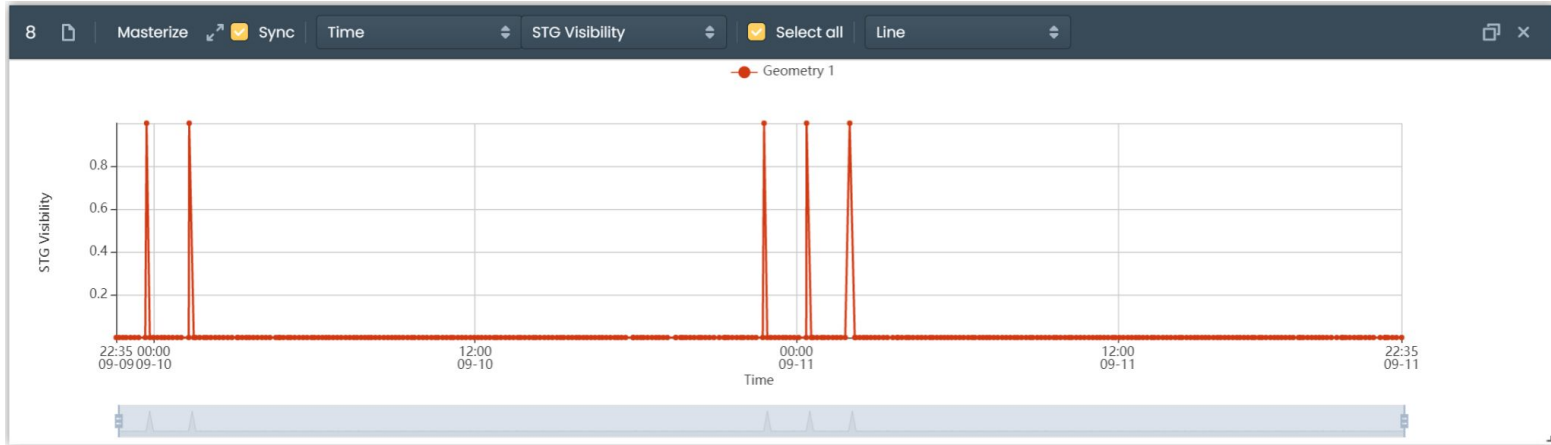 8 Masterize Sync Time STG Visibility Select all Line
Geometry 1
0.8
0.6
0.4
0.2
STG Visibility
22:35 00:00 12:00 00:00 12:00 22:35
09-09 09-10 09-10 09-11 09-11 09-11
Time